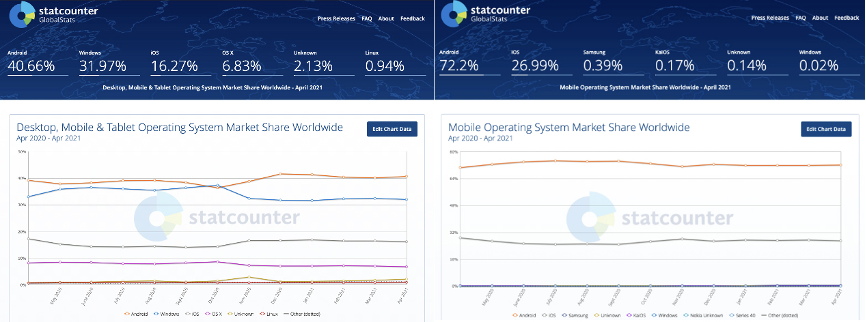 statcounter
GlobalStats
Press Releases FAQ About Feedback
Android Windows iOS OS X Unknown Linux
40.66% 31.97% 16.27% 6.83% 2.13% 0.94%
Desktop, Mobile & Tablet Operating System Market Share Worldwide - April 2021
Desktop, Mobile & Tablet Operating System Market Share Worldwide
Apr 2020 - Apr 2021
Edit Chart Data
statcounter
Android Windows iOS OS X Unknown Linux Other (dotted)
statcounter
GlobalStats
Press Releases FAQ About Feedback
Android iOS Samsung KaiOS Unknown Windows
72.2% 26.99% 0.39% 0.17% 0.14% 0.02%
Mobile Operating System Market Share Worldwide - April 2021
Mobile Operating System Market Share Worldwide
Apr 2020 - Apr 2021
Edit Chart Data
statcounter
Android iOS Samsung Unknown KaiOS Windows Nokia Unknown Series 40 Other (dotted)